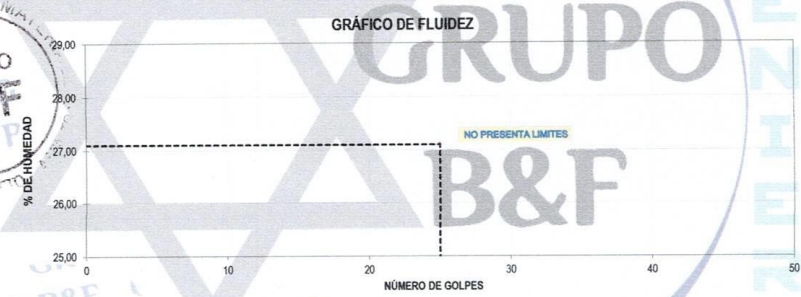 GRÁFICO DE FLUIDEZ
GRUPO
B&F
29,00
28,00
27,00
26,00
25,00
% DE HUMEDAD
NO PRESENTA LIMITES
0
10
20
30
40
50
NÚMERO DE GOLPES